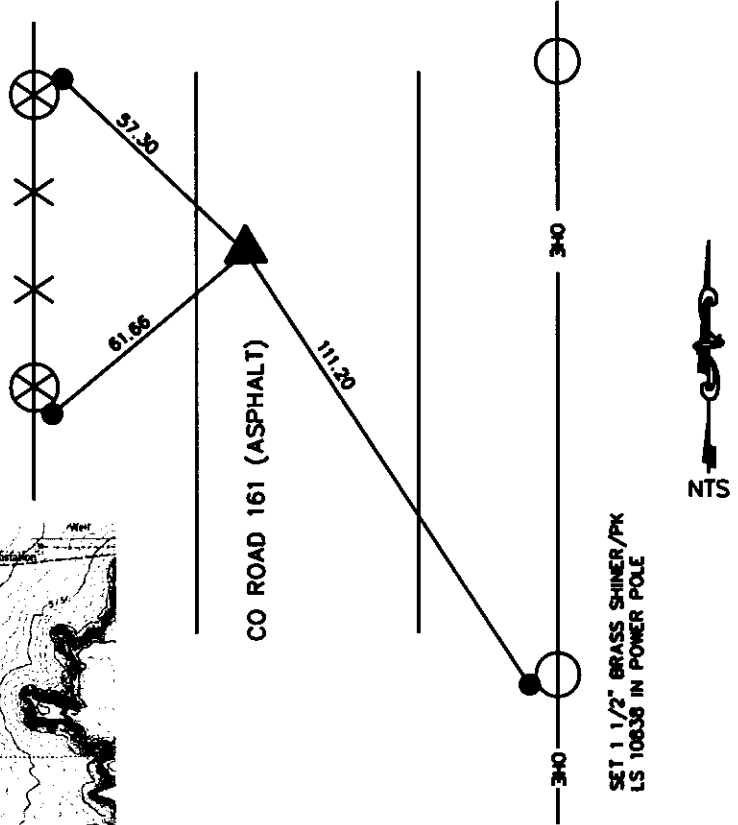 57.30
61.66
111.20
CO ROAD 161 (ASPHALT)
OHE
OHE
SET 1 1/2" BRASS SHINER/PK
LS 10838 IN POWER POLE
NTS